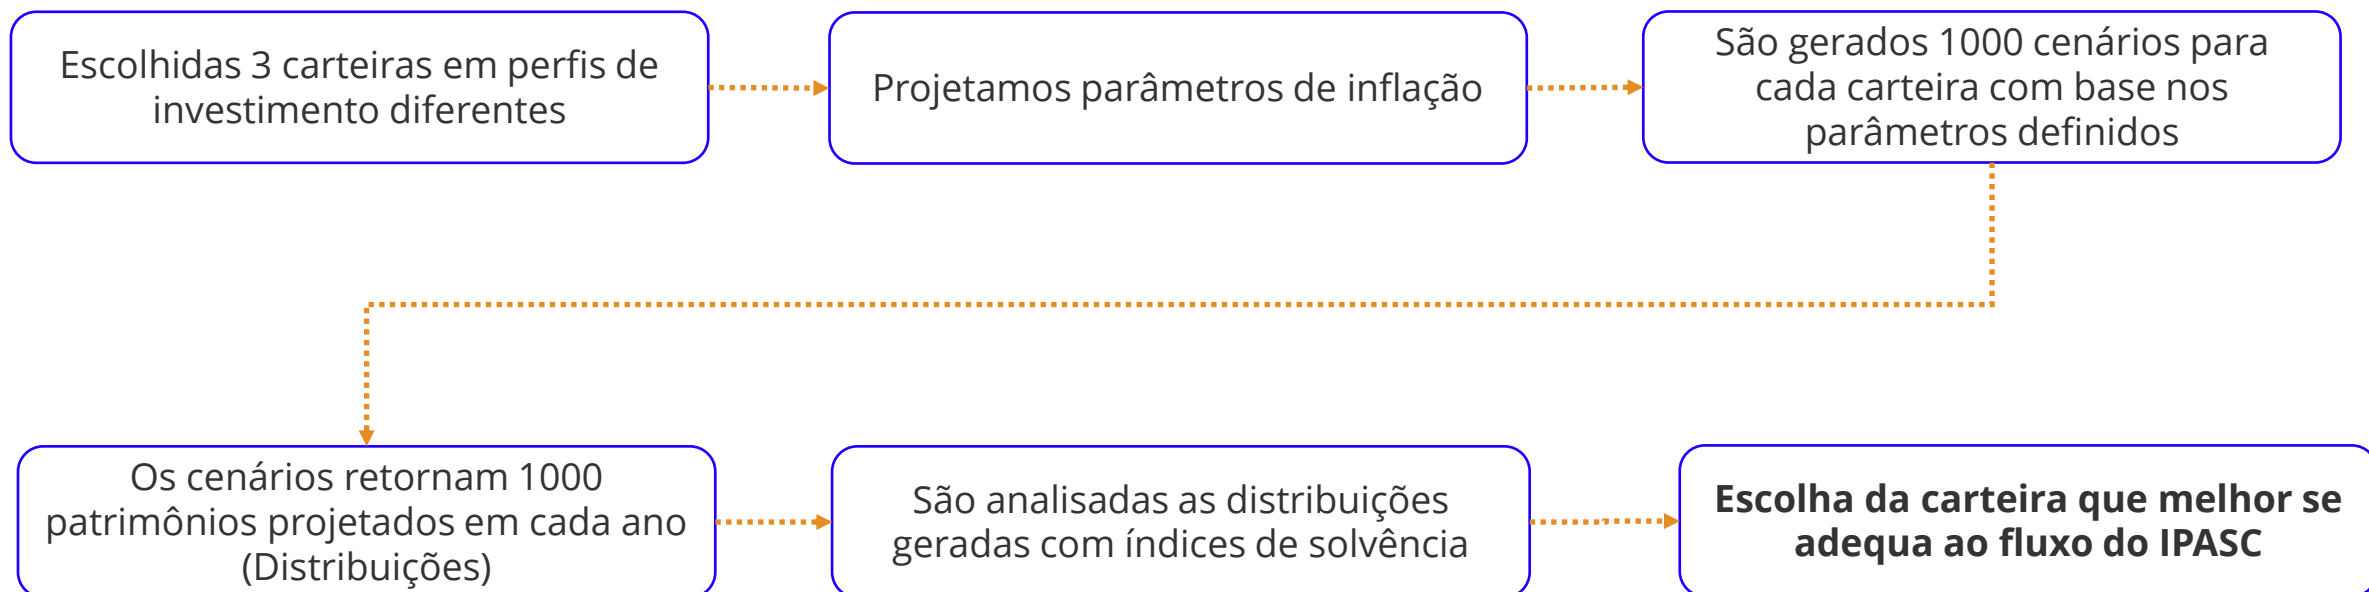 Escolhidas 3 carteiras em perfis de
investimento diferentes
Projetamos parâmetros de inflação
São gerados 1000 cenários para
cada carteira com base nos
parâmetros definidos
Os cenários retornam 1000
patrimônios projetados em cada ano
(Distribuições)
São analisadas as distribuições
geradas com índices de solvência
Escolha da carteira que melhor se
adequa ao fluxo do IPASC